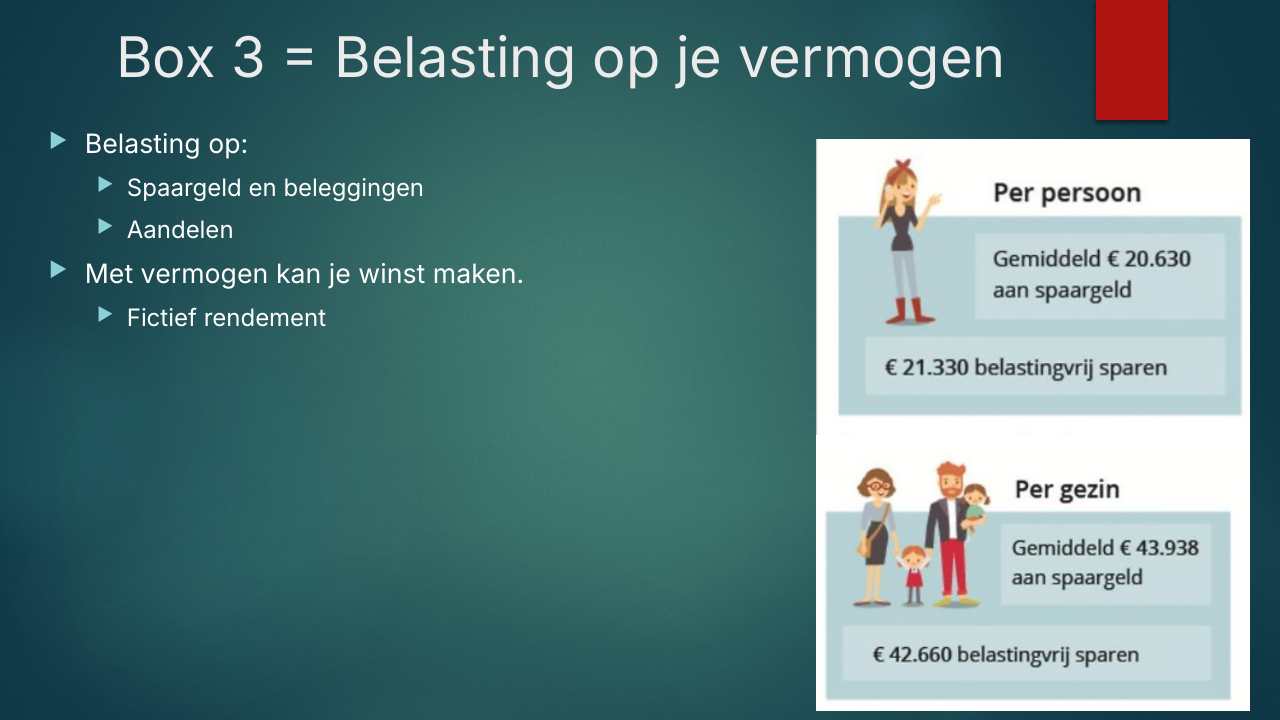 Box 3 = Belasting op je vermogen
Belasting op:
Spaargeld en beleggingen
Aandelen
Met vermogen kan je winst maken.
Fictief rendement
Per persoon
Gemiddeld € 20.630
aan spaargeld
€ 21.330 belastingvrij sparen
Per gezin
Gemiddeld € 43.938
aan spaargeld
€ 42.660 belastingvrij sparen